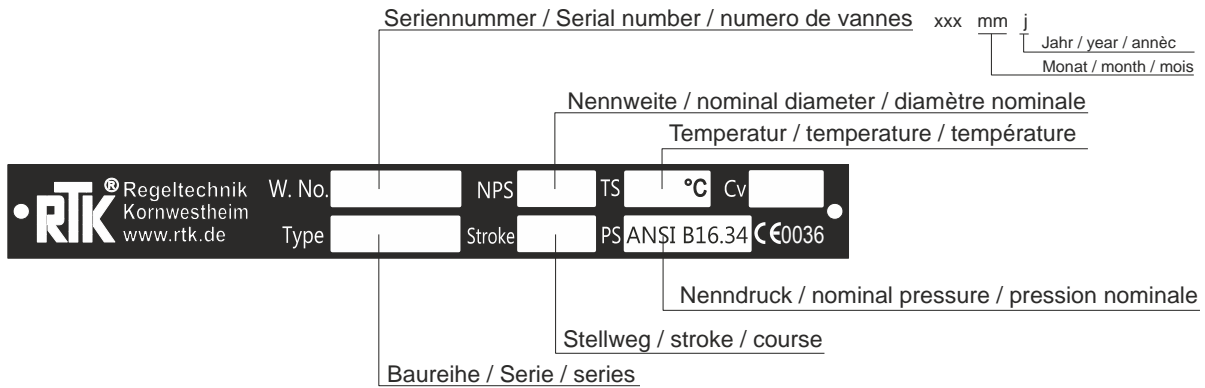 Seriennummer / Serial number / numero de vannes xxx mm j
Jahr / year / annèc
Monat / month / mois
Nennweite / nominal diameter / diamètre nominale
Temperatur / temperature / température
RTK ® Regeltechnik Kornwestheim www.rtk.de
W. No. NPS TS °C Cv
Type Stroke PS ANSI B16.34 CE0036
Nenndruck / nominal pressure / pression nominale
Stellweg / stroke / course
Baureihe / Serie / series